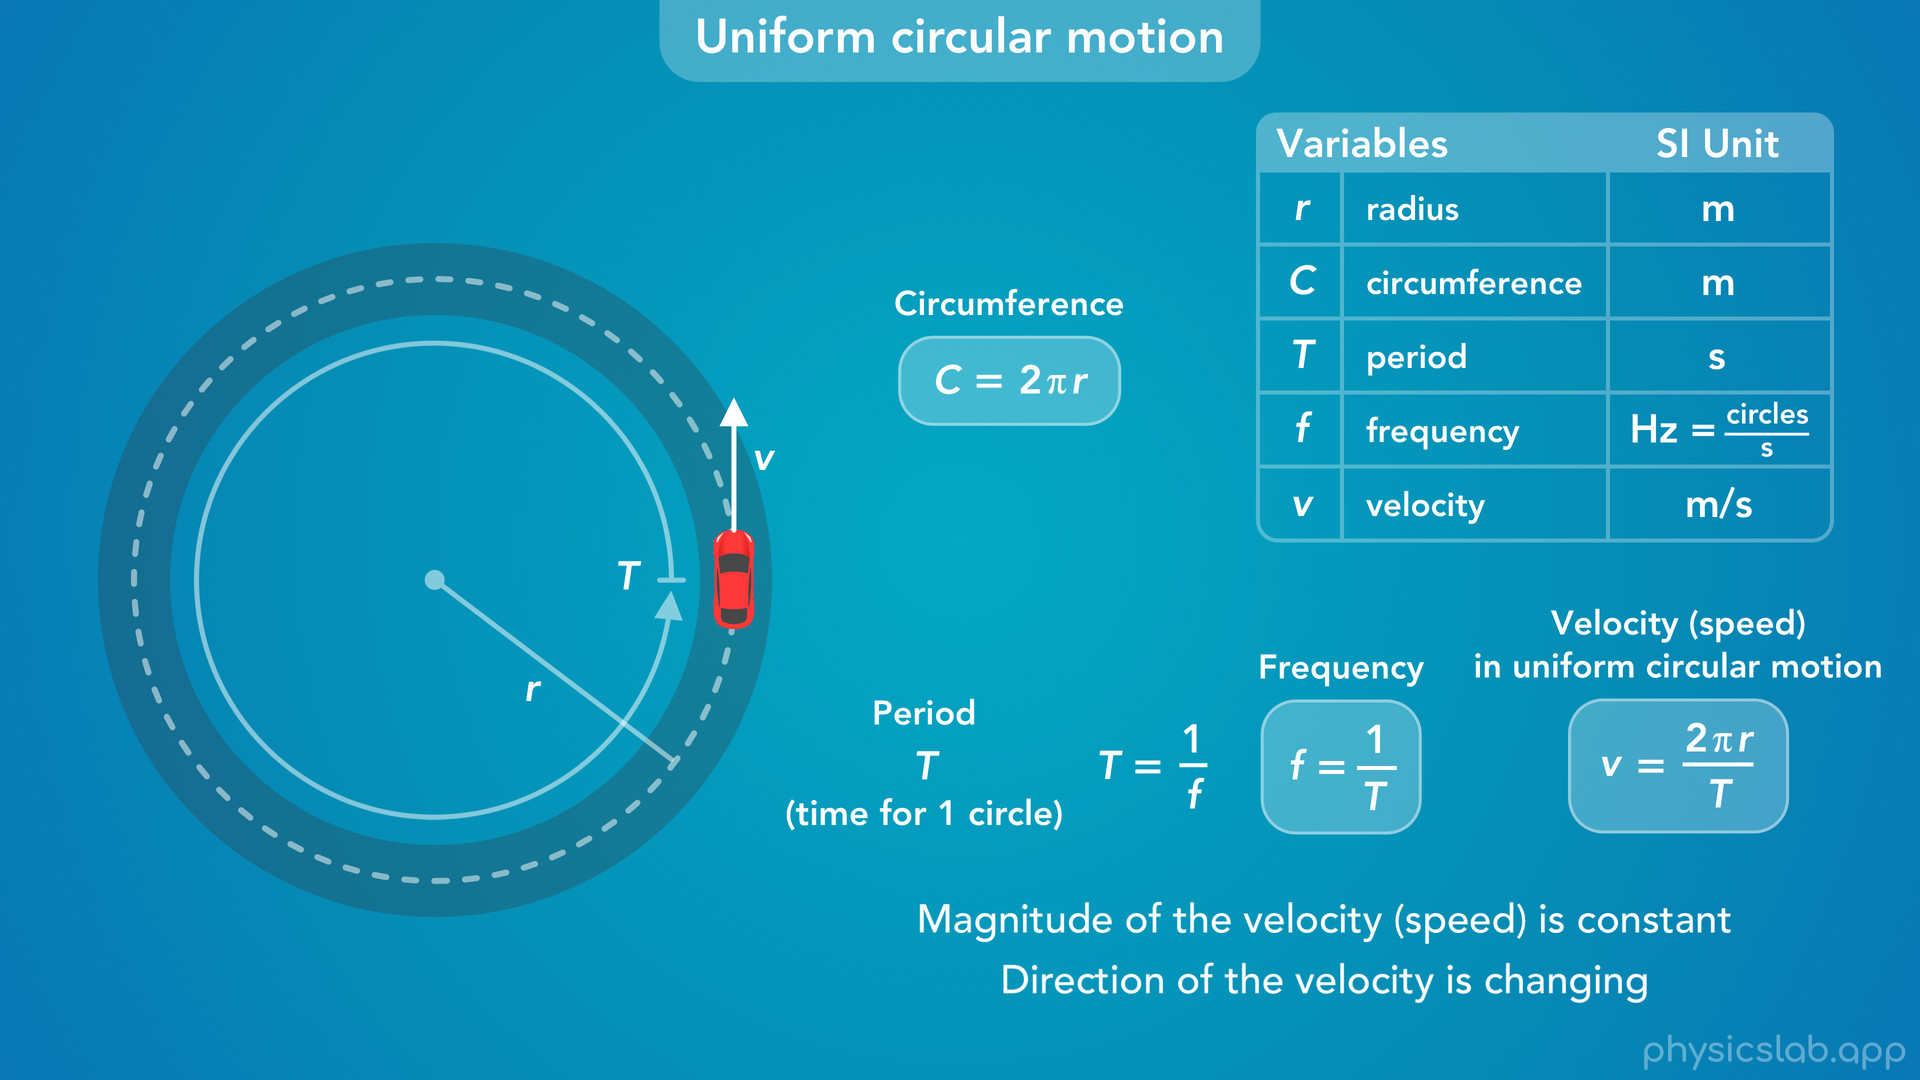 Uniform circular motion
Variables SI Unit
r radius m
C circumference m
T period s
f frequency Hz = circles/s
v velocity m/s
Circumference
C = 2πr
v
T
r
Period
T
(time for 1 circle)
T = 1/f
Frequency
f = 1/T
Velocity (speed)
in uniform circular motion
v = 2πr/T
Magnitude of the velocity (speed) is constant
Direction of the velocity is changing
physicslab.app